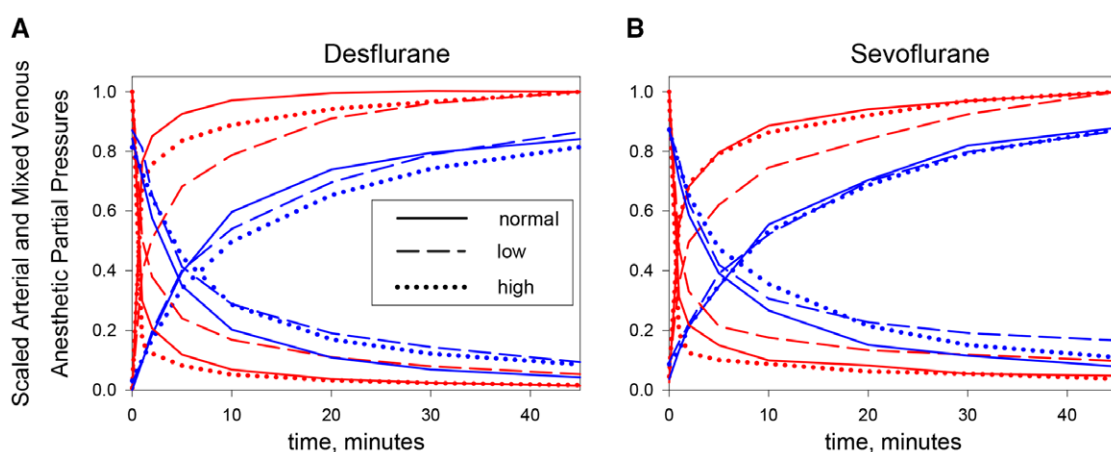 A
B
Desflurane
Sevoflurane
Scaled Arterial and Mixed Venous
Anesthetic Partial Pressures
1.0
0.8
0.6
0.4
0.2
0.0
normal
low
high
0 10 20 30 40
time, minutes
1.0
0.8
0.6
0.4
0.2
0.0
0 10 20 30 40
time, minutes